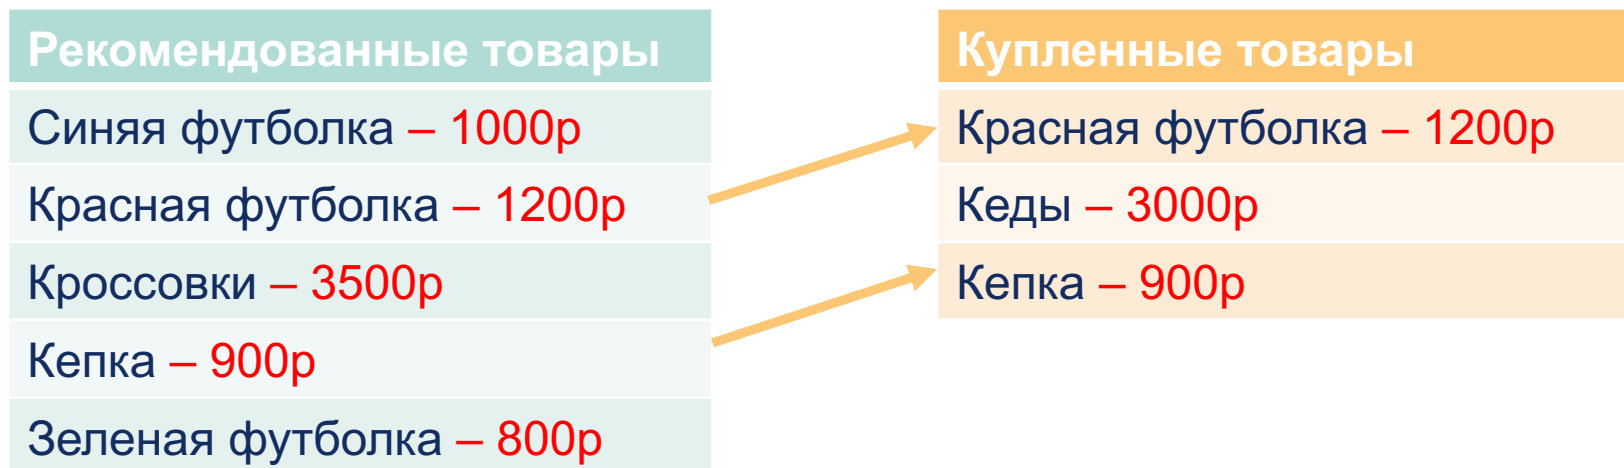 Рекомендованные товары
Синяя футболка – 1000р
Красная футболка – 1200р
Кроссовки – 3500р
Кепка – 900р
Зеленая футболка – 800р
Купленные товары
Красная футболка – 1200р
Кеды – 3000р
Кепка – 900р